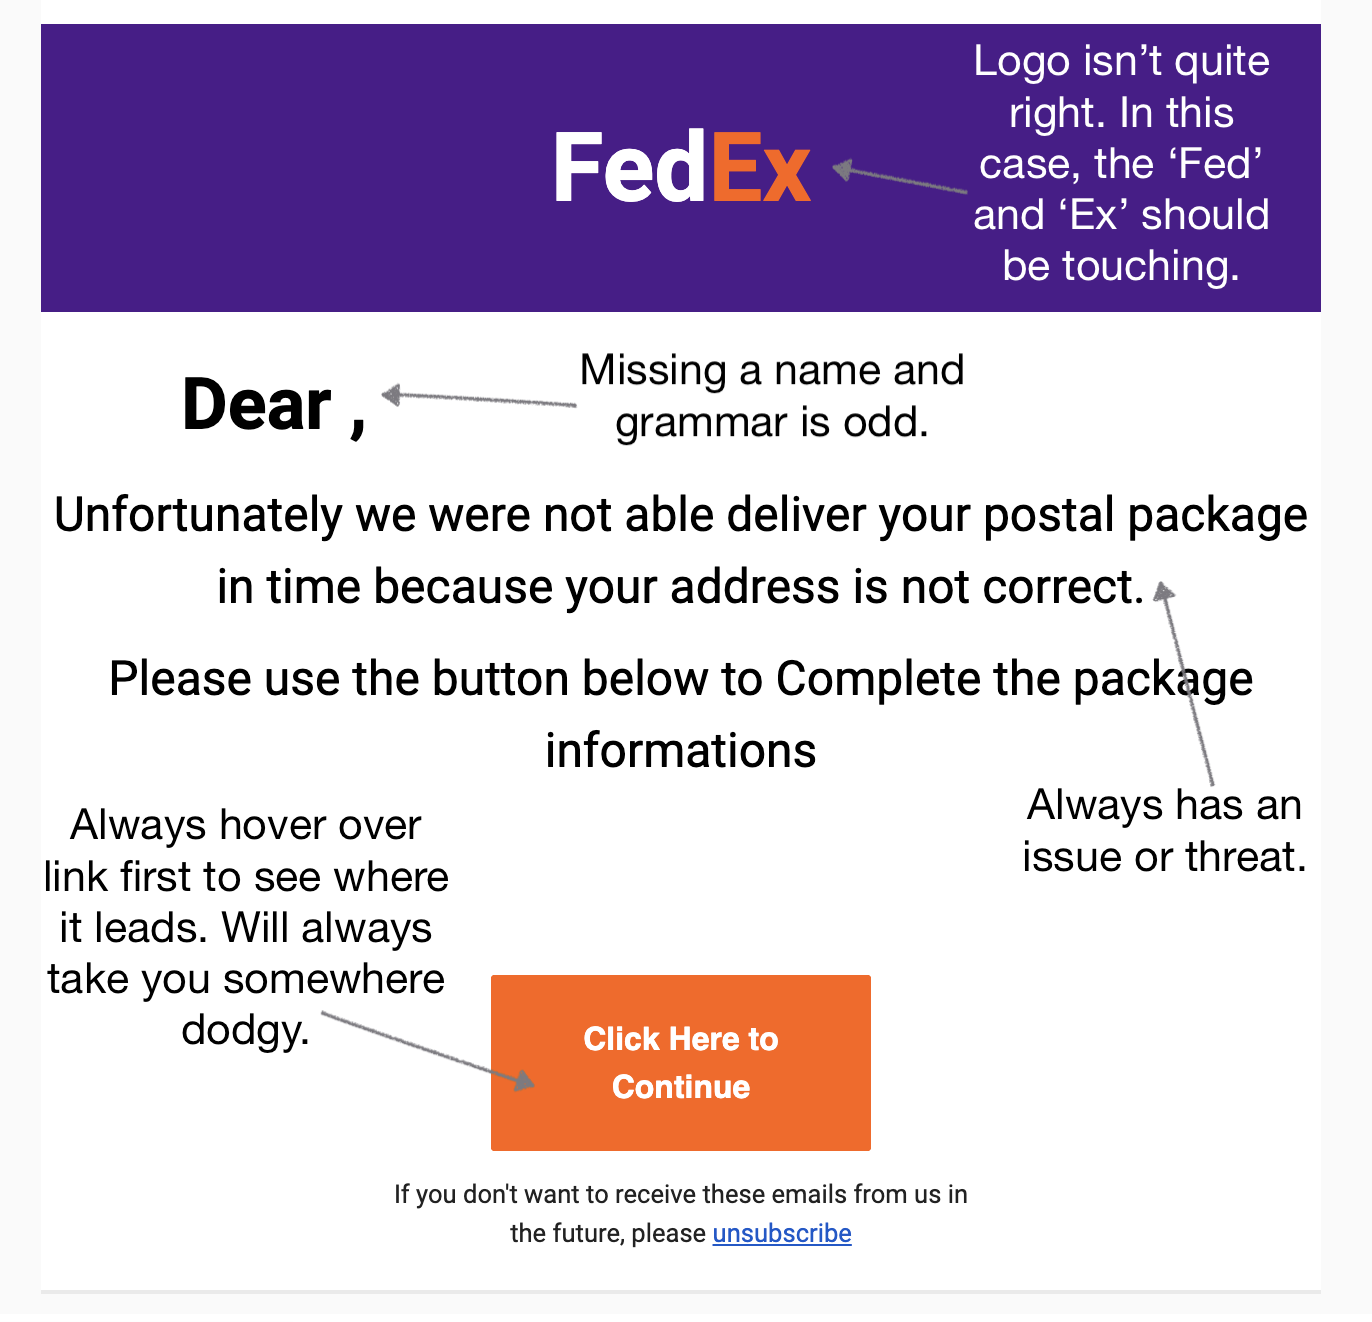 Logo isn’t quite
right. In this
case, the ‘Fed’
and ‘Ex’ should
be touching.
FedEx
Missing a name and
grammar is odd.
Dear ,
Unfortunately we were not able deliver your postal package
in time because your address is not correct.
Please use the button below to Complete the package
informations
Always has an
issue or threat.
Always hover over
link first to see where
it leads. Will always
take you somewhere
dodgy.
Click Here to
Continue
If you don't want to receive these emails from us in
the future, please unsubscribe